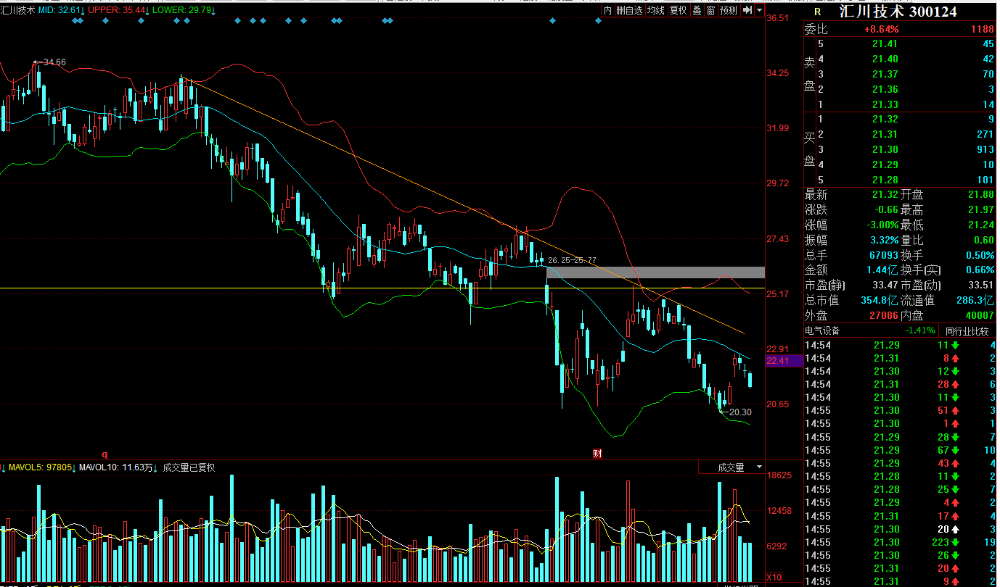 汇川技术 MID: 32.61↓ UPPER: 35.44↓ LOWER: 29.79↓
内 删自选 均线 复权 叠 窗 预测
36.51
34.66
34.25
31.99
29.72
27.43
26.25-25.77
25.17
22.91
22.41
20.65
20.30
q
财
MAVOL5: 97805↓ MAVOL10: 11.63万↓ 成交量已复权
成交量
18625
12458
6292
X10
R 汇川技术 300124
委比 +8.64% 1188
卖盘
5 21.41 45
4 21.40 42
3 21.37 70
2 21.36 3
1 21.33 14
买盘
1 21.32 9
2 21.31 271
3 21.30 913
4 21.29 10
5 21.28 101
最新 21.32 开盘 21.88
涨跌 -0.66 最高 21.97
涨幅 -3.00% 最低 21.24
振幅 3.32% 量比 0.60
总手 67093 换手 0.50%
金额 1.44亿 换手(实) 0.66%
市盈(静) 33.47 市盈(动) 33.51
总市值 354.8亿 流通值 286.3亿
外盘 27086 内盘 40007
电气设备 -1.41% 同行业比较
14:54 21.29 11↓ 4
14:54 21.31 8↑ 2
14:54 21.30 12↓ 3
14:54 21.31 28↑ 6
14:54 21.30 11↓ 3
14:55 21.30 51↑ 3
14:55 21.30 1↑ 1
14:55 21.29 28↓ 7
14:55 21.29 67↓ 10
14:55 21.29 43↑ 4
14:55 21.28 11↓ 2
14:55 21.28 25↓ 7
14:55 21.29 4↑ 2
14:55 21.31 17↑ 4
14:55 21.30 20↑ 3
14:55 21.30 223↓ 19
14:55 21.30 26↓ 2
14:55 21.31 20↑ 2
14:55 21.31 9↑ 2